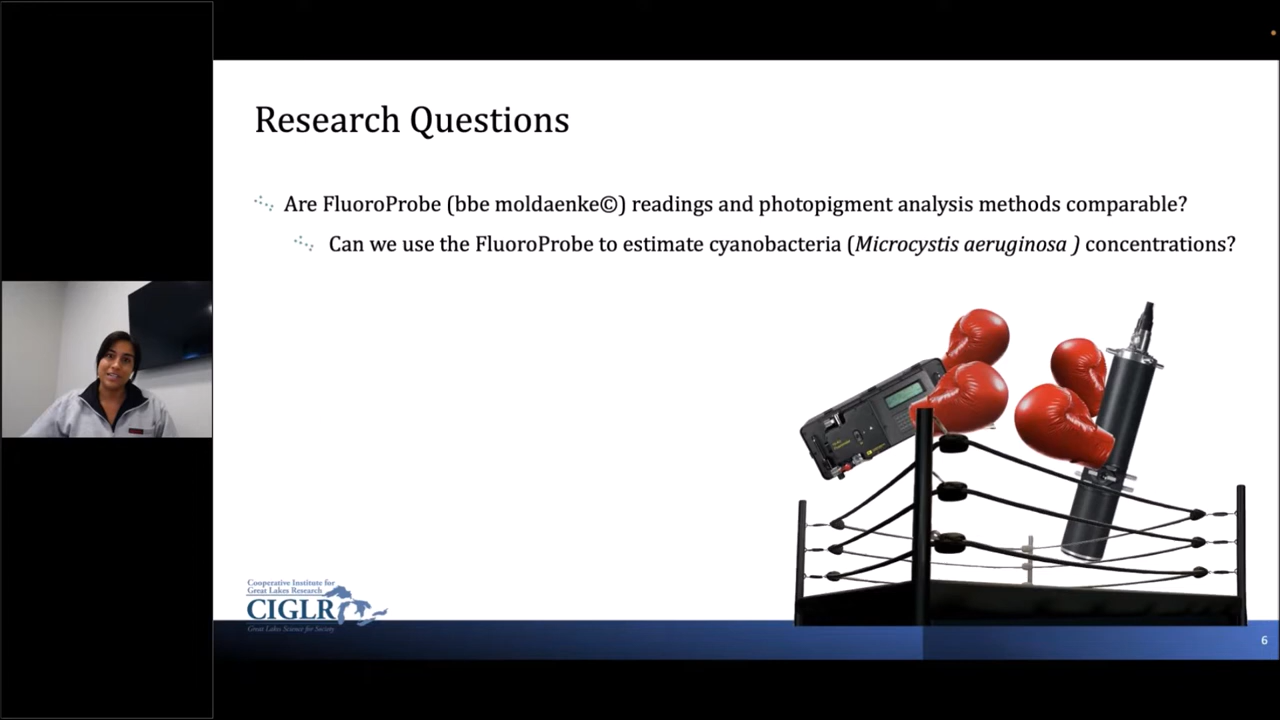 Research Questions
Are FluoroProbe (bbe moldaenke©) readings and photopigment analysis methods comparable?
Can we use the FluoroProbe to estimate cyanobacteria (Microcystis aeruginosa ) concentrations?
Cooperative Institute for
Great Lakes Research
CIGLR
Great Lakes Science for Society
6